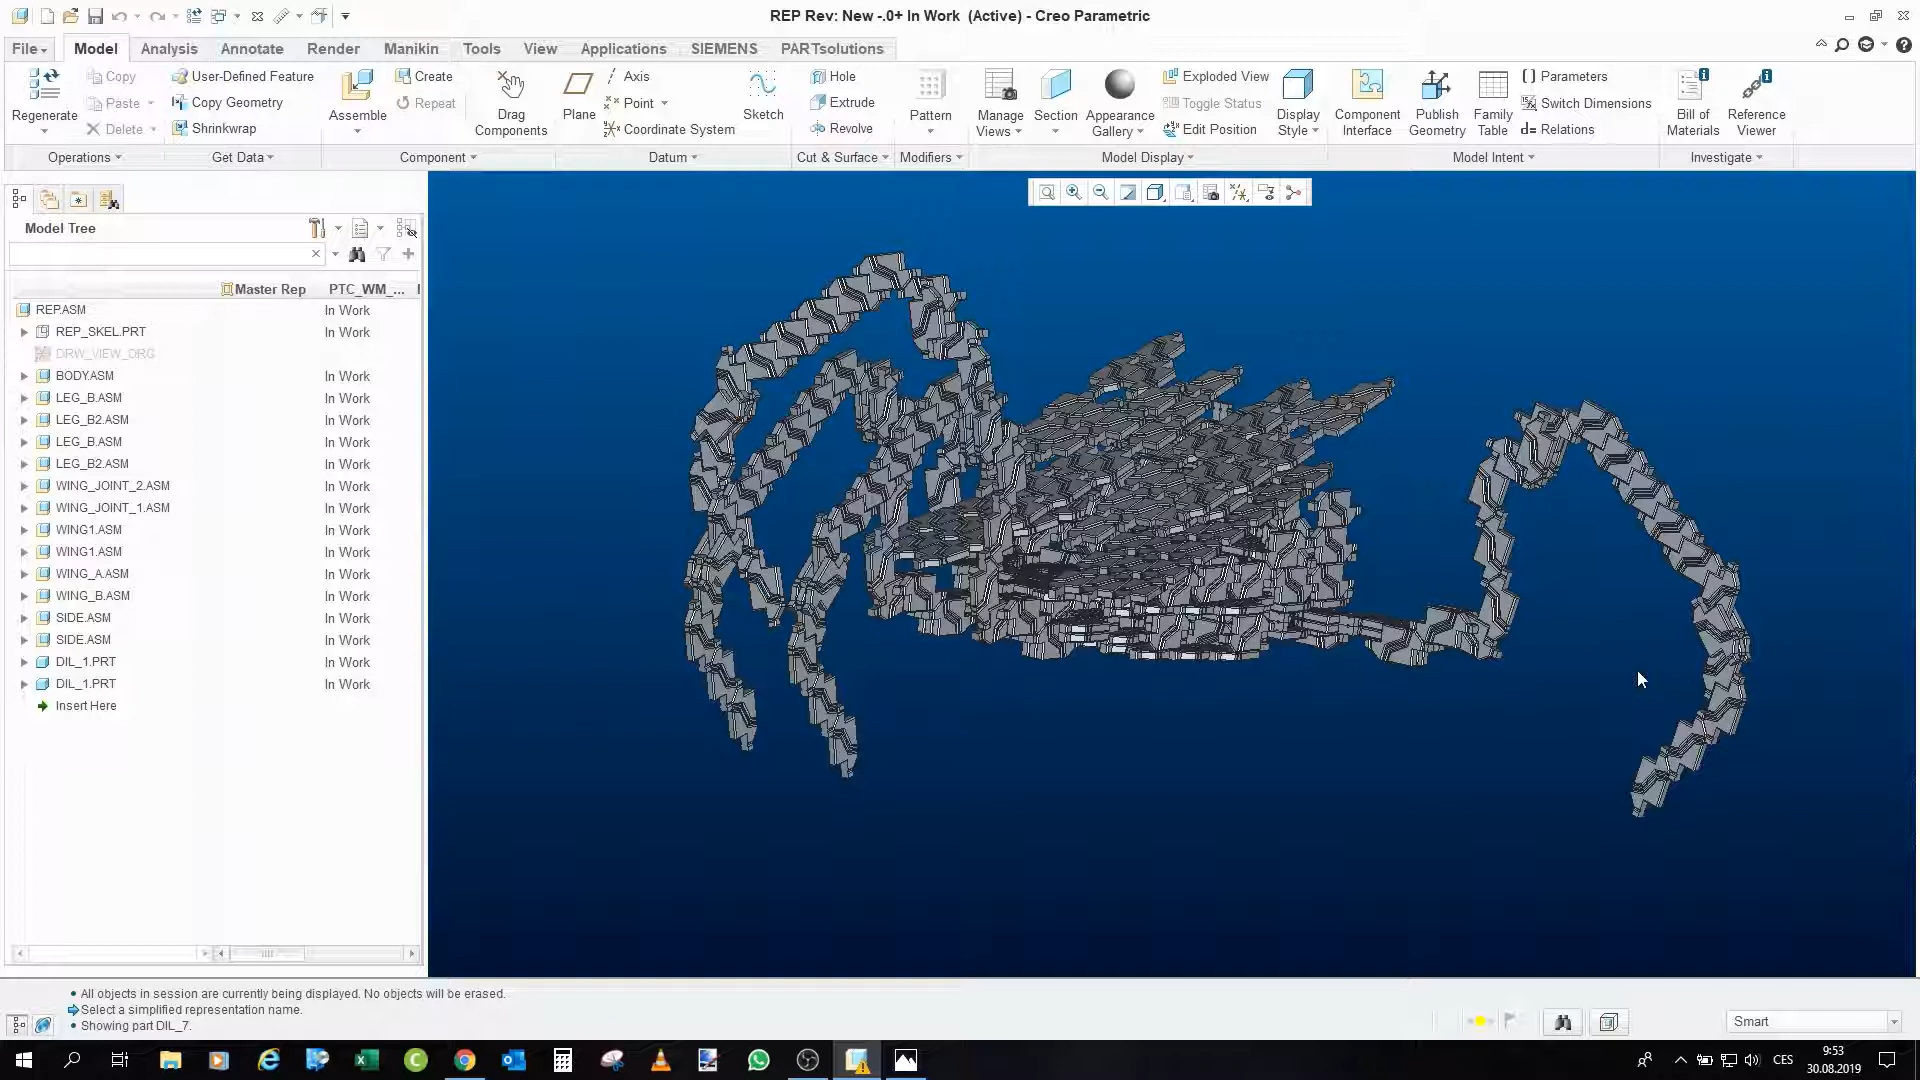 REP Rev: New -.0+ In Work (Active) - Creo Parametric
File Model Analysis Annotate Render Manikin Tools View Applications SIEMENS PARTsolutions
Regenerate
Copy
Paste
Delete
Operations
User-Defined Feature
Copy Geometry
Shrinkwrap
Get Data
Assemble
Create
Repeat
Drag Components
Component
Plane
Axis
Point
Coordinate System
Sketch
Datum
Hole
Extrude
Revolve
Cut & Surface
Pattern
Modifiers
Manage Views
Section
Appearance Gallery
Exploded View
Toggle Status
Edit Position
Display Style
Model Display
Component Interface
Publish Geometry
Family Table
Parameters
Switch Dimensions
d= Relations
Model Intent
Bill of Materials
Reference Viewer
Investigate
Model Tree
Master Rep PTC_WM_...
REP.ASM In Work
REP_SKEL.PRT In Work
DRW_VIEW_ORG
BODY.ASM In Work
LEG_B.ASM In Work
LEG_B2.ASM In Work
LEG_B.ASM In Work
LEG_B2.ASM In Work
WING_JOINT_2.ASM In Work
WING_JOINT_1.ASM In Work
WING1.ASM In Work
WING1.ASM In Work
WING_A.ASM In Work
WING_B.ASM In Work
SIDE.ASM In Work
SIDE.ASM In Work
DIL_1.PRT In Work
DIL_1.PRT In Work
Insert Here
• All objects in session are currently being displayed. No objects will be erased.
Select a simplified representation name.
• Showing part DIL_7.
Smart
CES
9:53
30.08.2019